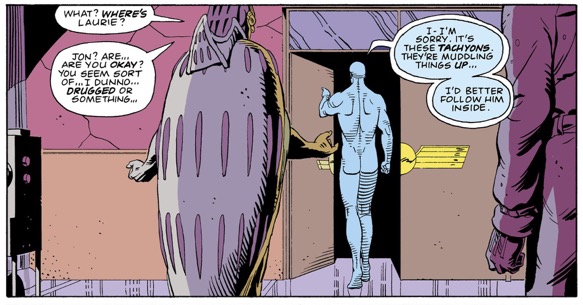 WHAT? WHERE'S
LAURIE?
JON? ARE...
ARE YOU OKAY?
YOU SEEM SORT
OF...I DUNNO...
DRUGGED OR
SOMETHING...
I-I'M
SORRY. IT'S
THESE TACHYONS.
THEY'RE MUDDLING
THINGS UP...
I'D BETTER
FOLLOW HIM
INSIDE.